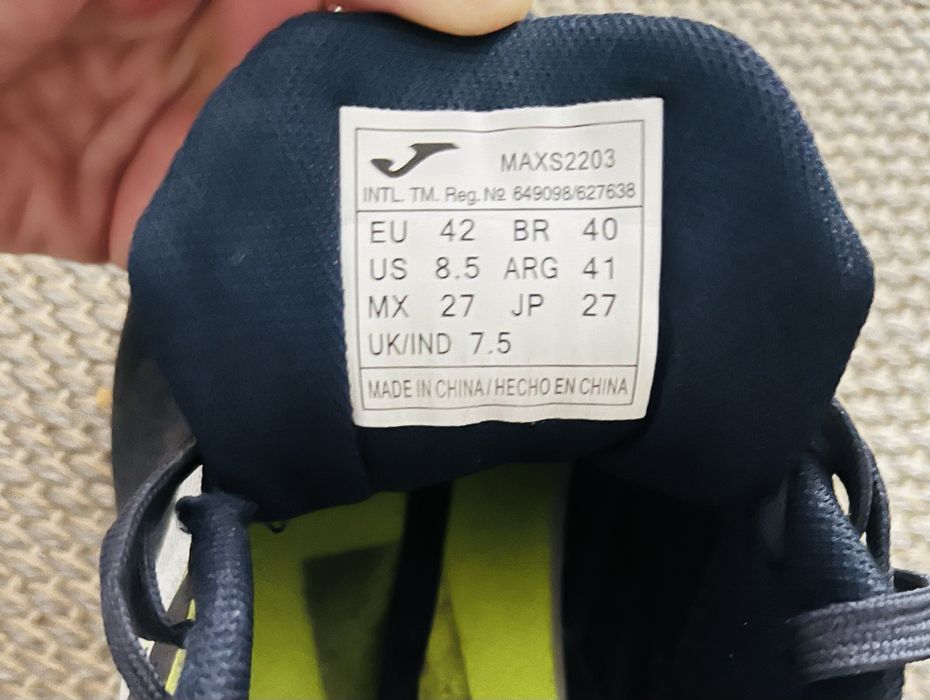 MAXS2203
INTL. TM. Reg. № 649098/627638
EU 42 BR 40
US 8.5 ARG 41
MX 27 JP 27
UK/IND 7.5
MADE IN CHINA/HECHO EN CHINA